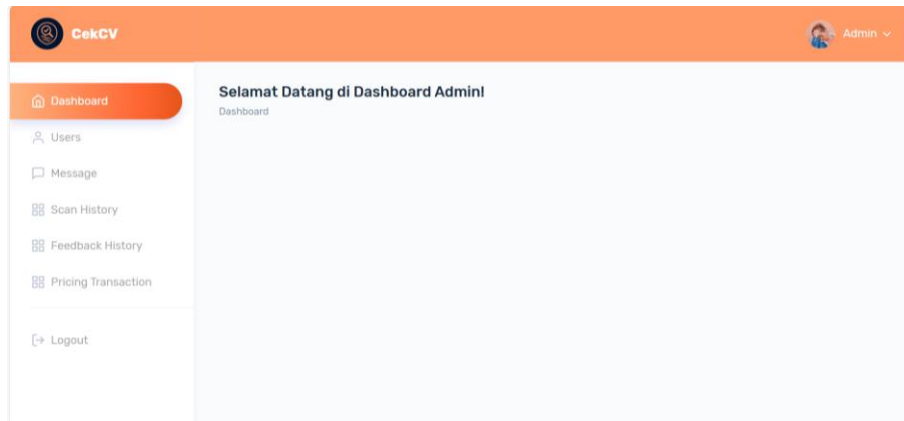 CekCV
Admin
Dashboard
Users
Message
Scan History
Feedback History
Pricing Transaction
Logout
Selamat Datang di Dashboard Admin!
Dashboard